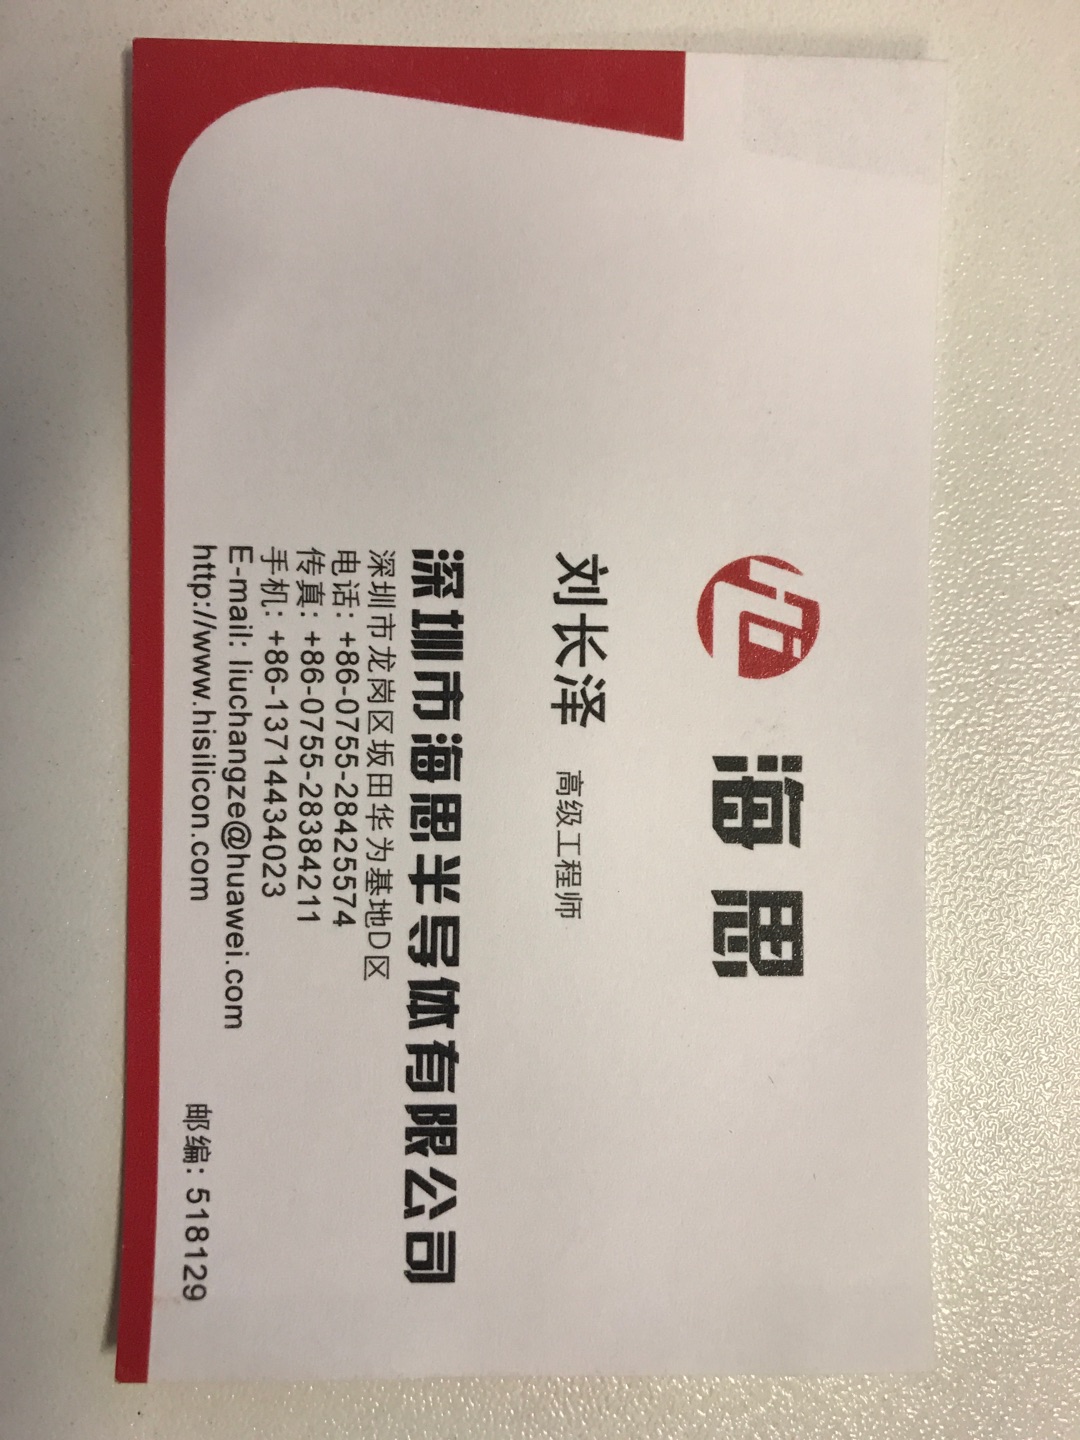 海思
刘长泽 高级工程师
深圳市海思半导体有限公司
深圳市龙岗区坂田华为基地D区
电话: +86-0755-28425574
传真: +86-0755-28384211
手机: +86-13714434023
E-mail: liuchangze@huawei.com
http://www.hisilicon.com 邮编: 518129